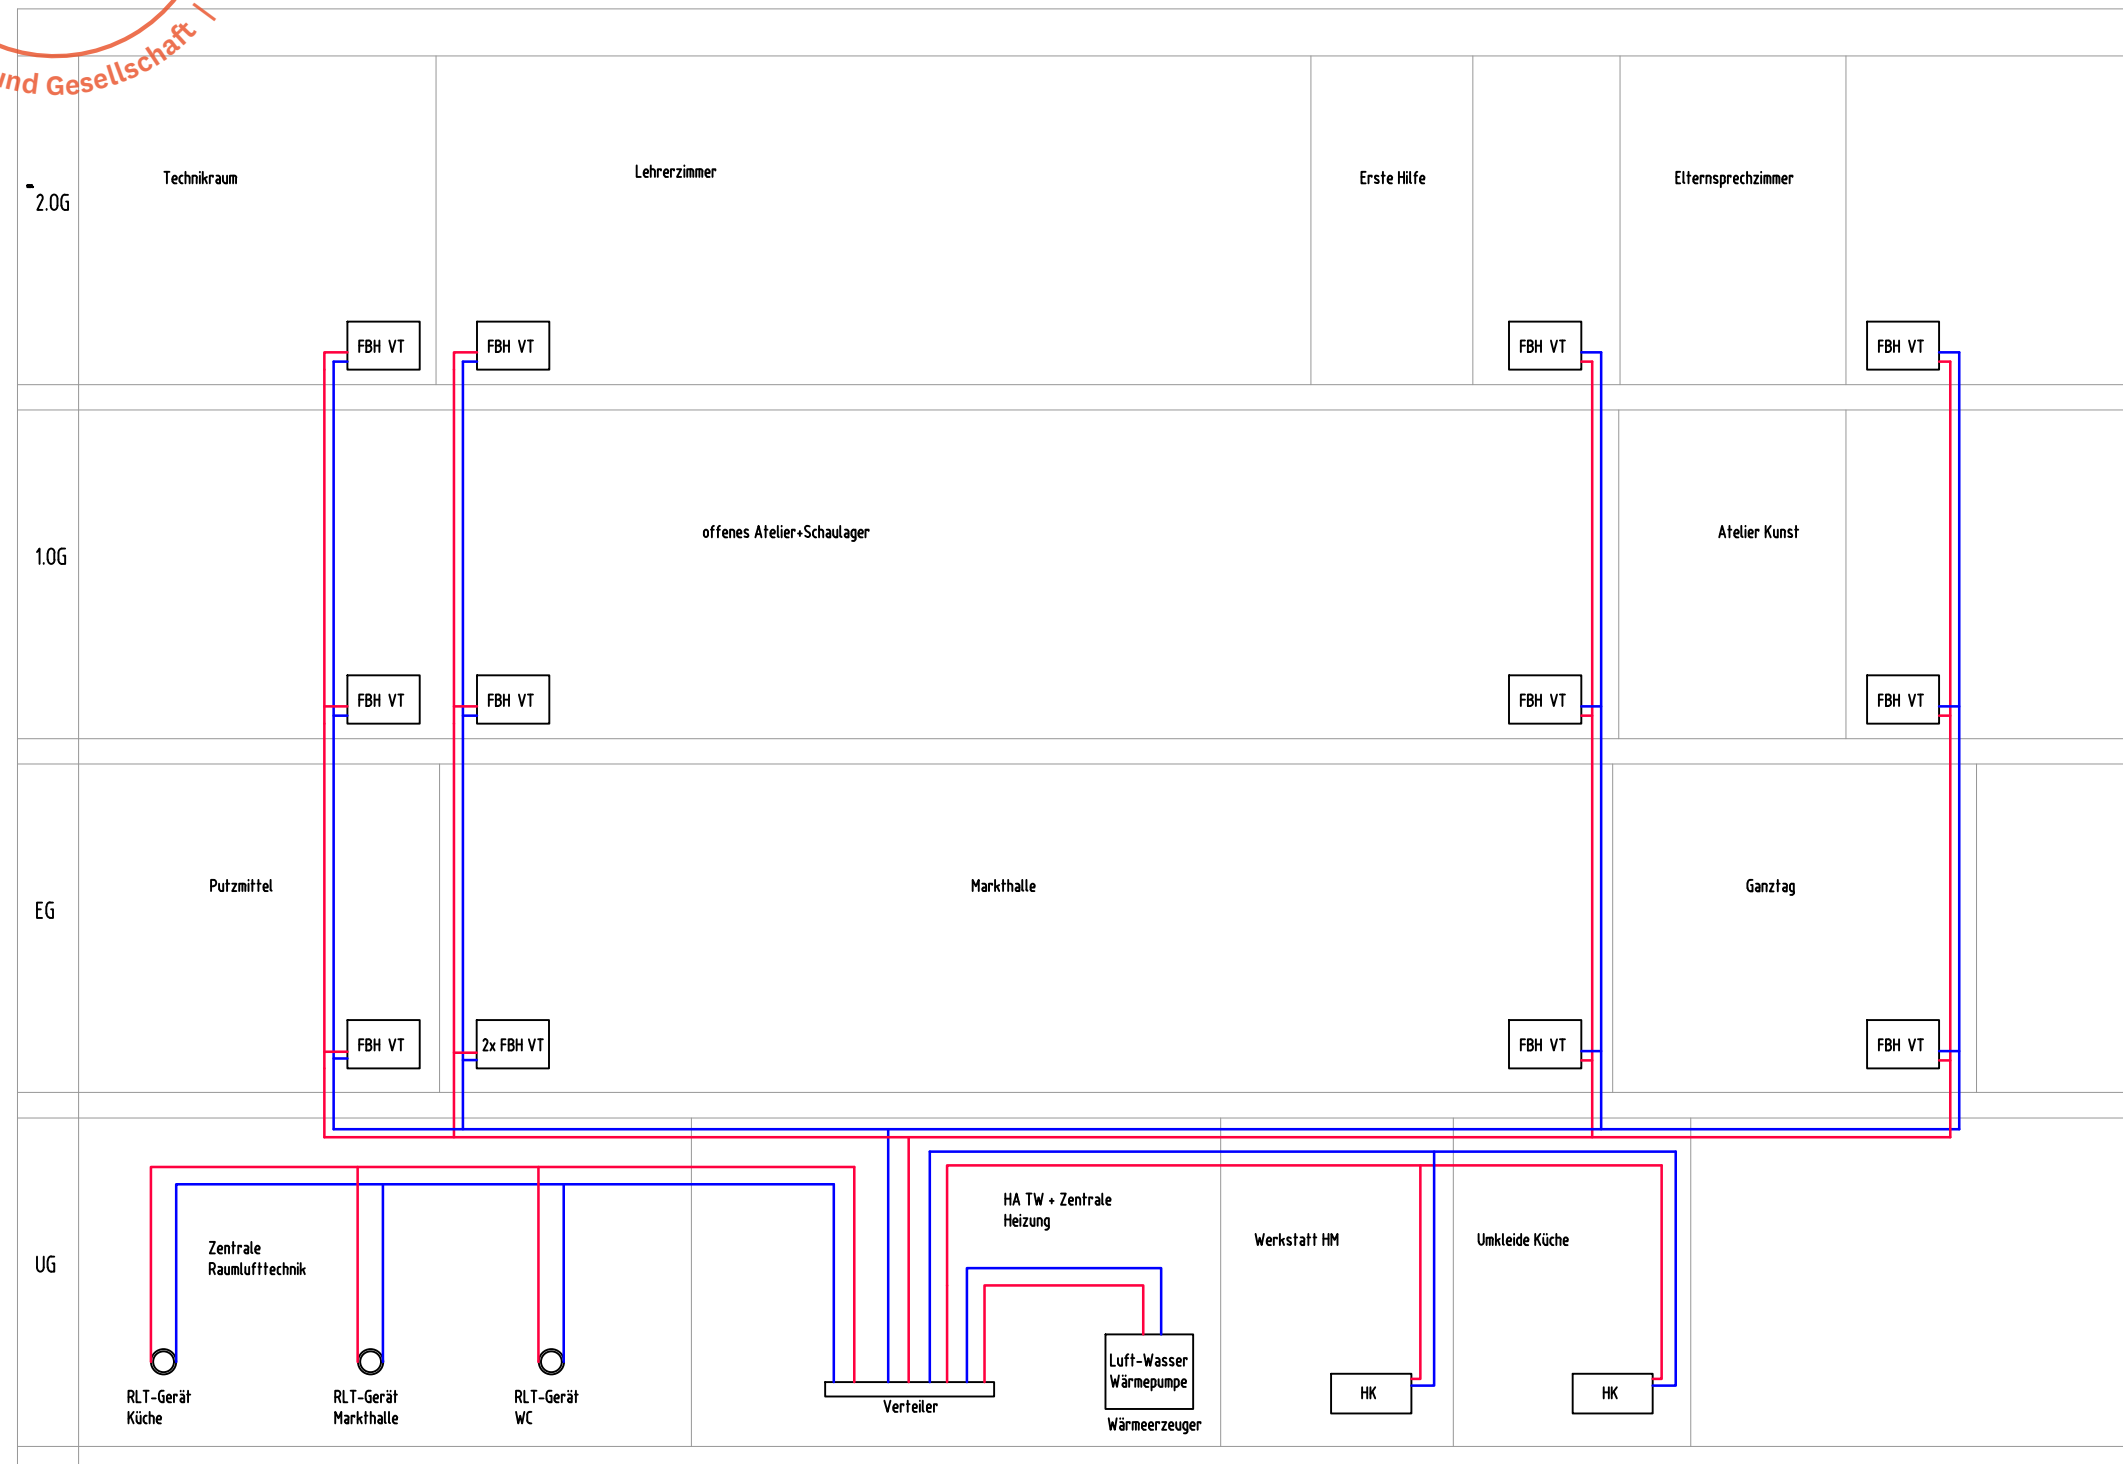 und Gesellschaft |
2.OG
Technikraum
Lehrerzimmer
Erste Hilfe
Elternsprechzimmer
FBH VT
FBH VT
FBH VT
FBH VT
1.OG
offenes Atelier+Schaulager
Atelier Kunst
FBH VT
FBH VT
FBH VT
FBH VT
EG
Putzmittel
Markthalle
Ganztag
FBH VT
2x FBH VT
FBH VT
FBH VT
UG
Zentrale
Raumlufttechnik
HA TW + Zentrale
Heizung
Werkstatt HM
Umkleide Küche
RLT-Gerät
Küche
RLT-Gerät
Markthalle
RLT-Gerät
WC
Verteiler
Luft-Wasser
Wärmepumpe
Wärmeerzeuger
HK
HK